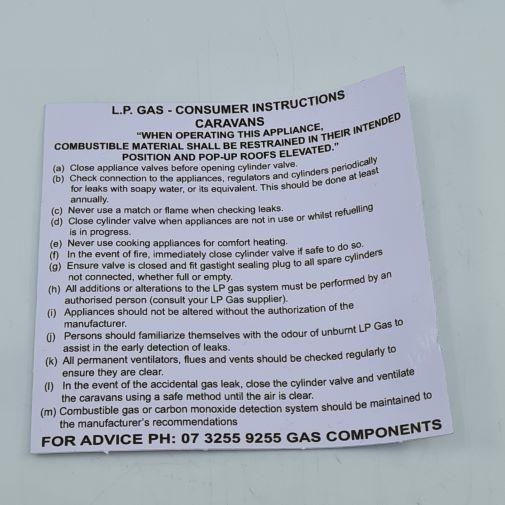 L.P. GAS - CONSUMER INSTRUCTIONS
CARAVANS
"WHEN OPERATING THIS APPLIANCE,
COMBUSTIBLE MATERIAL SHALL BE RESTRAINED IN THEIR INTENDED
POSITION AND POP-UP ROOFS ELEVATED."
(a) Close appliance valves before opening cylinder valve.
(b) Check connection to the appliances, regulators and cylinders periodically
for leaks with soapy water, or its equivalent. This should be done at least
annually.
(c) Never use a match or flame when checking leaks.
(d) Close cylinder valve when appliances are not in use or whilst refuelling
is in progress.
(e) Never use cooking appliances for comfort heating.
(f) In the event of fire, immediately close cylinder valve if safe to do so.
(g) Ensure valve is closed and fit gastight sealing plug to all spare cylinders
not connected, whether full or empty.
(h) All additions or alterations to the LP gas system must be performed by an
authorised person (consult your LP Gas supplier).
(i) Appliances should not be altered without the authorization of the
manufacturer.
(j) Persons should familiarize themselves with the odour of unburnt LP Gas to
assist in the early detection of leaks.
(k) All permanent ventilators, flues and vents should be checked regularly to
ensure they are clear.
(l) In the event of the accidental gas leak, close the cylinder valve and ventilate
the caravans using a safe method until the air is clear.
(m) Combustible gas or carbon monoxide detection system should be maintained to
the manufacturer's recommendations
FOR ADVICE PH: 07 3255 9255 GAS COMPONENTS